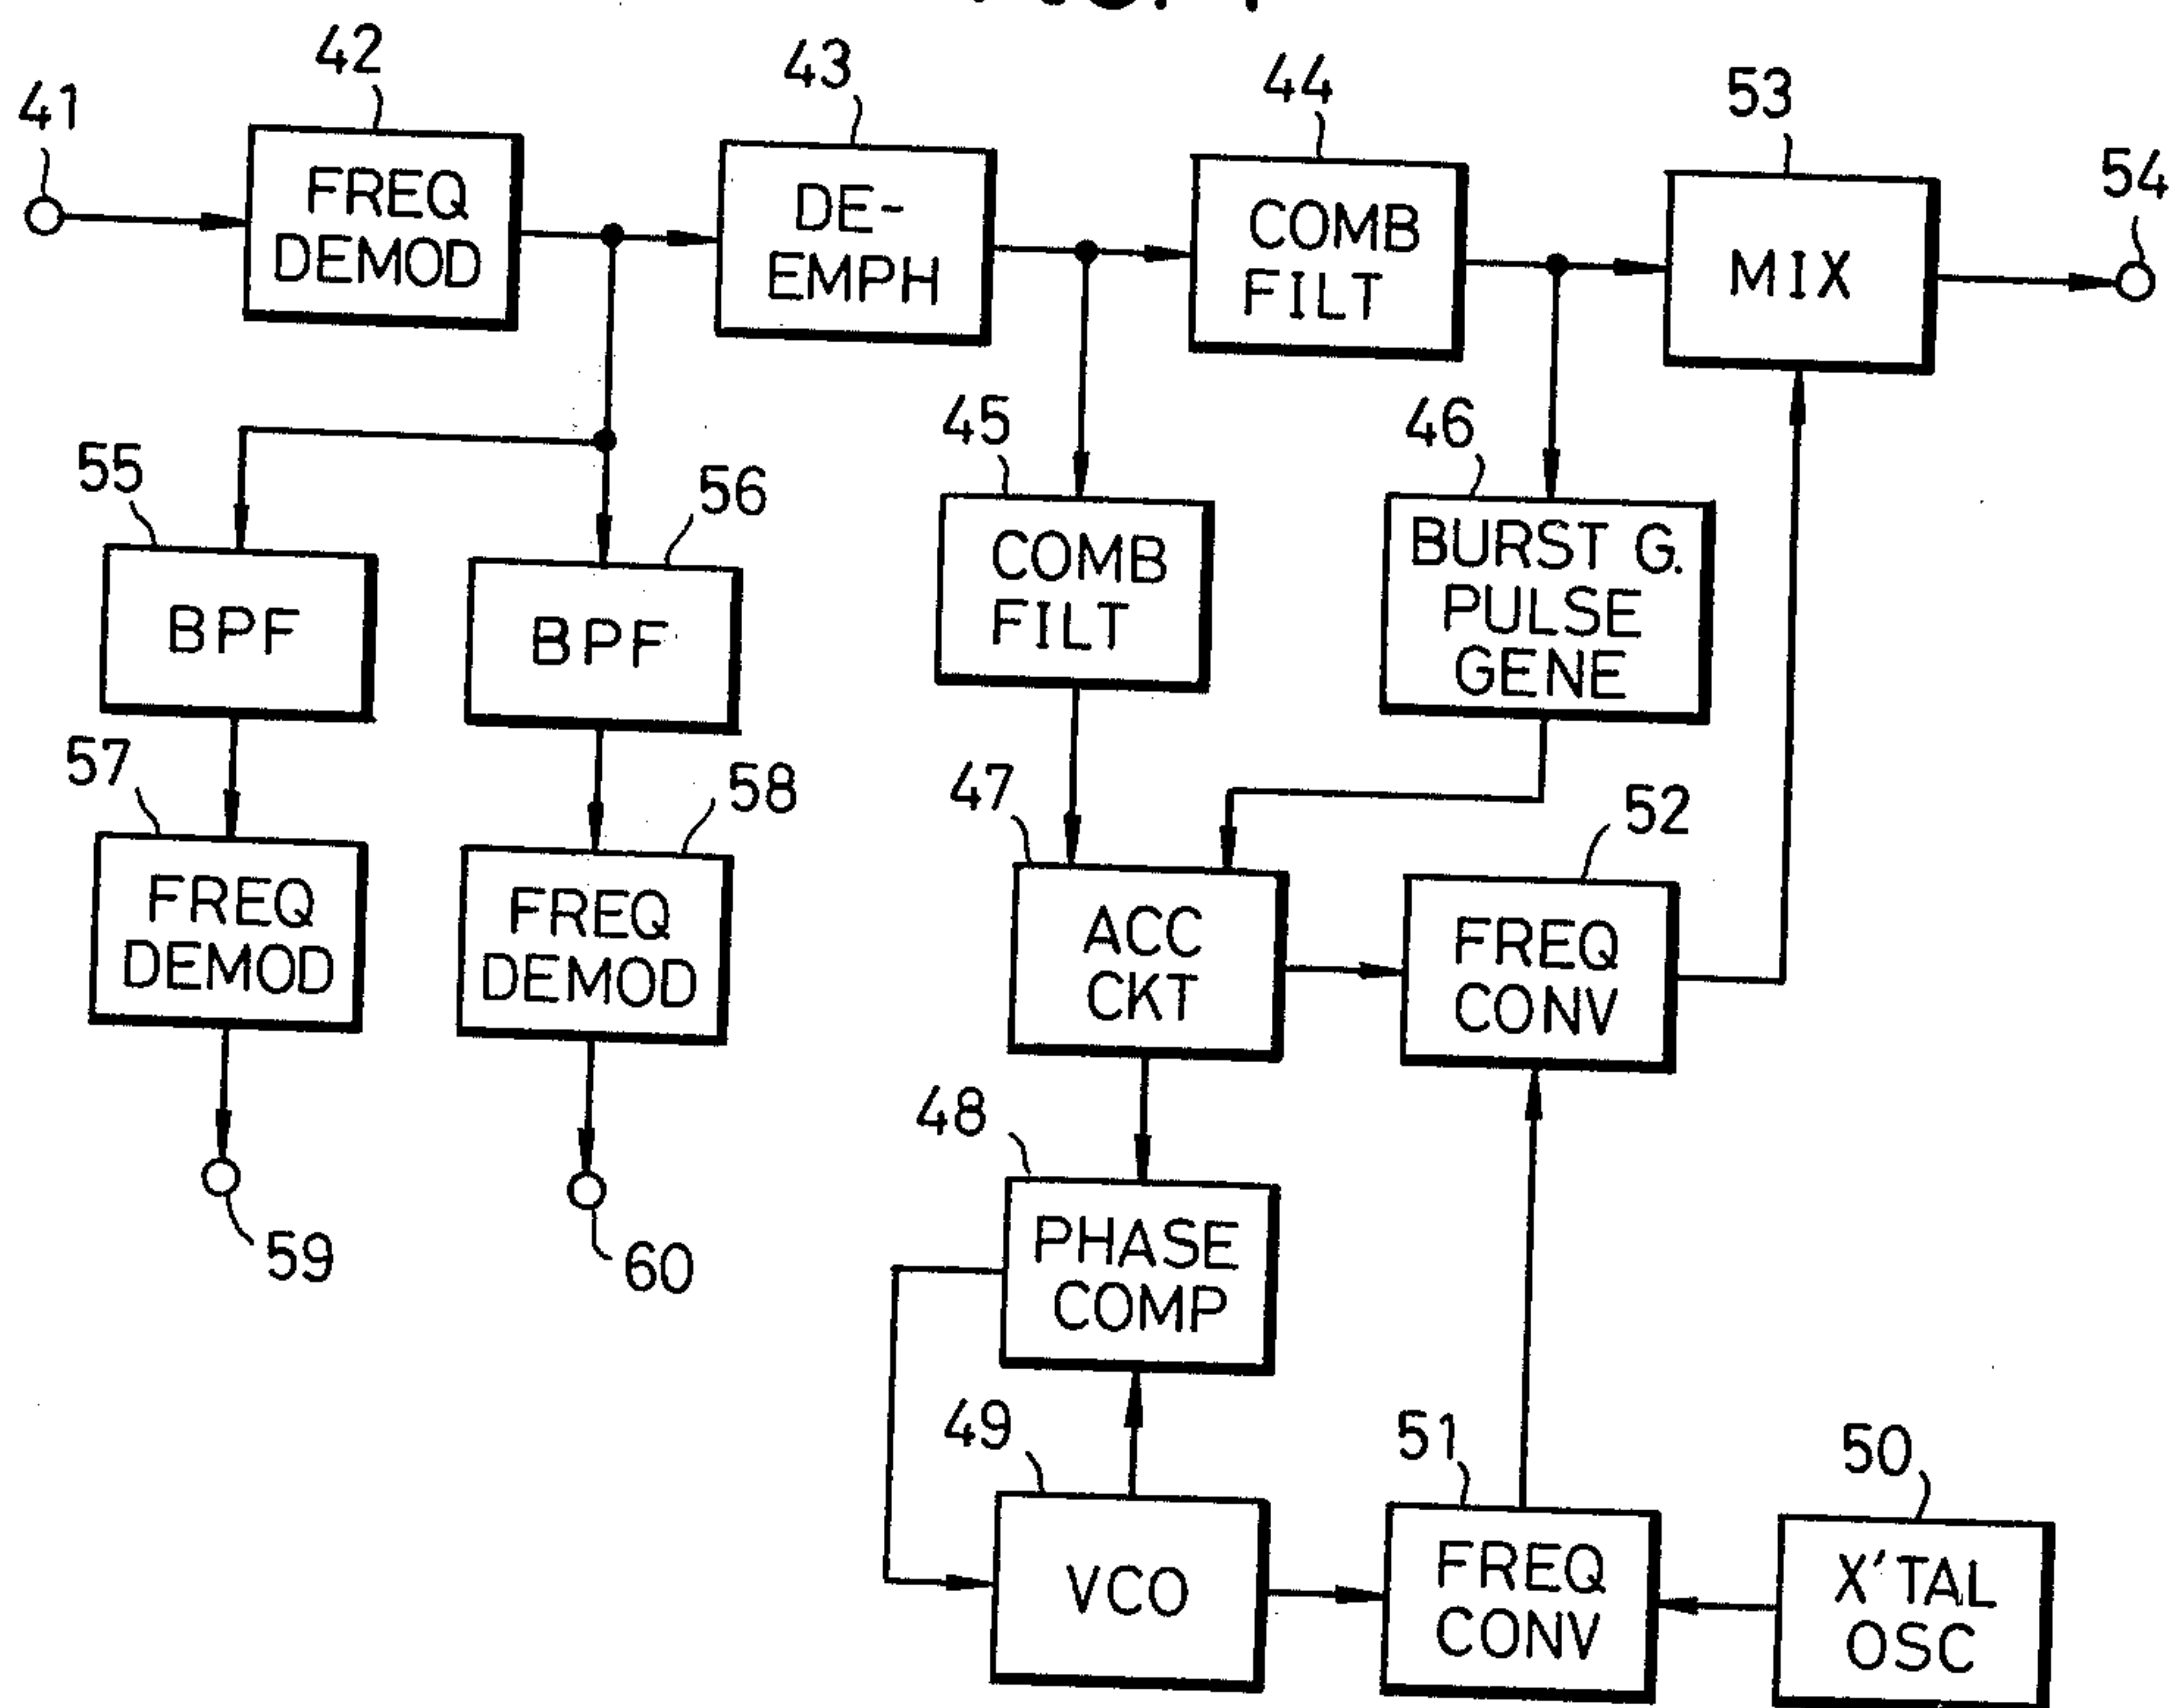 42
43
44
53
41
54
FREQ
DEMOD
DE-
EMPH
COMB
FILT
MIX
45
46
55
56
COMB
FILT
BURST G.
PULSE
GENE
BPF
BPF
57
58
47
52
FREQ
DEMOD
FREQ
DEMOD
ACC
CKT
FREQ
CONV
48
59
60
PHASE
COMP
49
51
50
VCO
FREQ
CONV
X'TAL
OSC